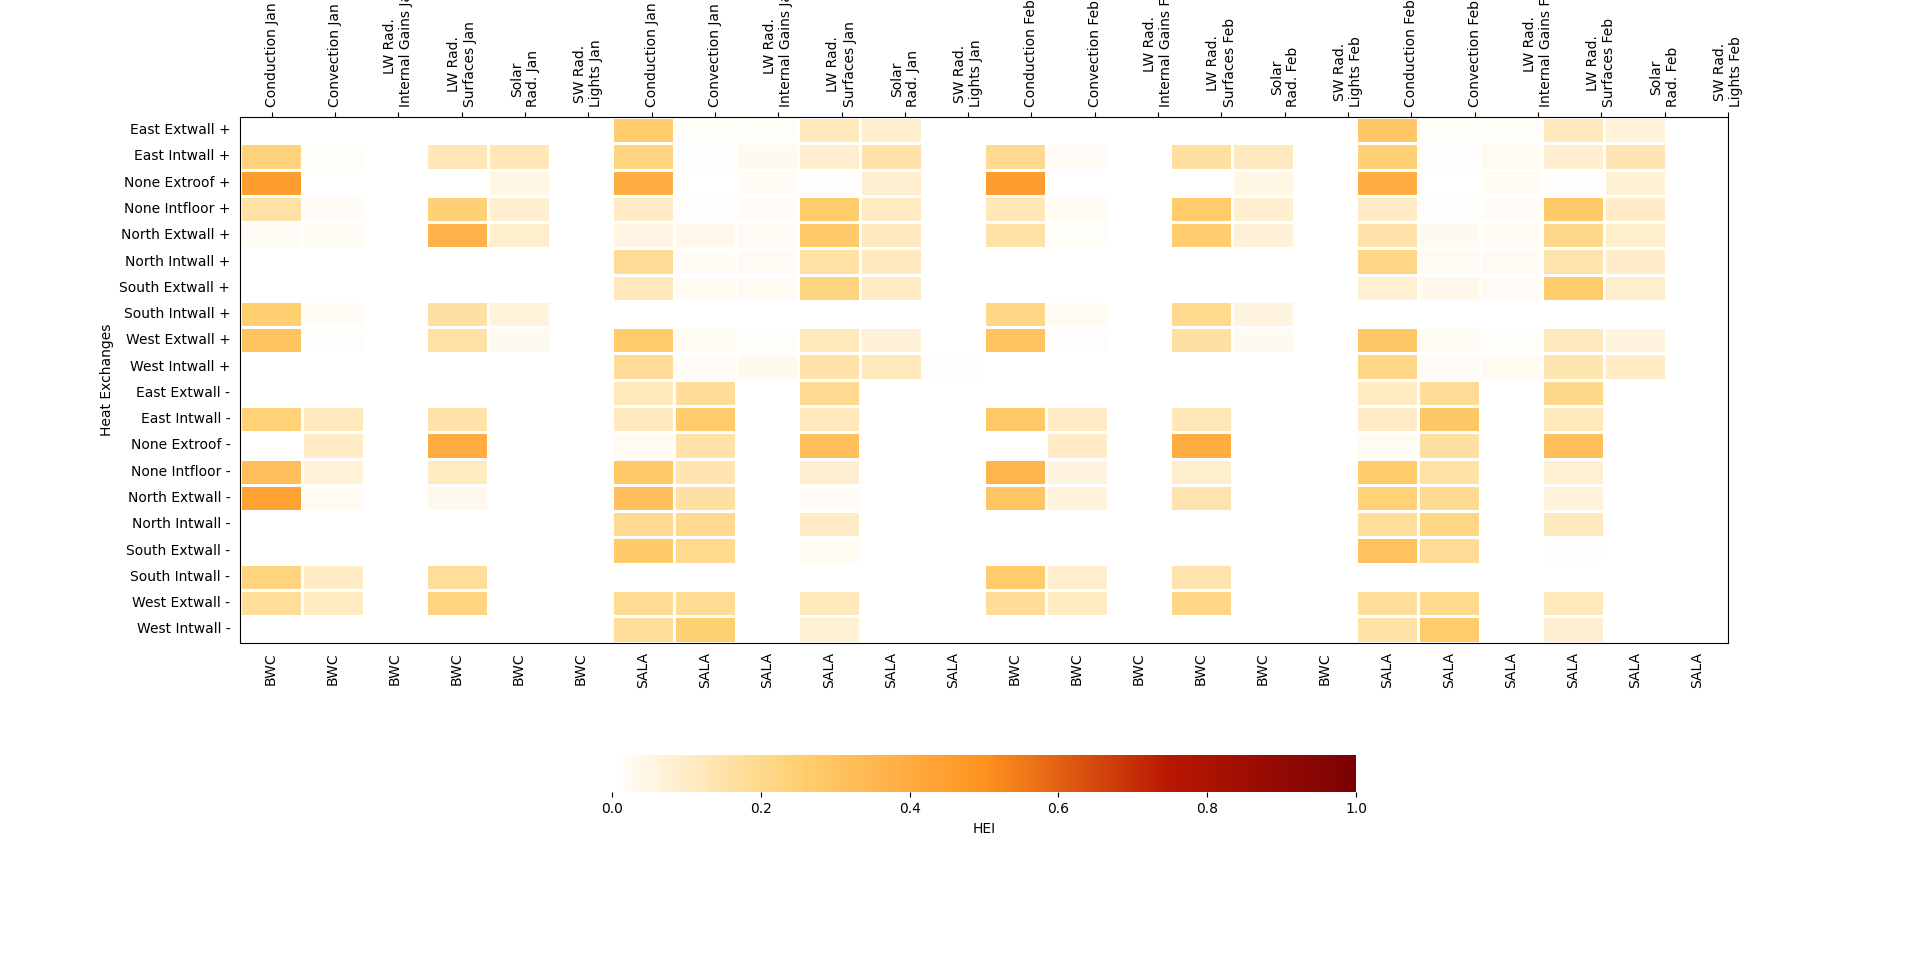 Conduction Jan
Convection Jan
LW Rad.
Internal Gains
LW Rad.
Surfaces Jan
Solar
Rad. Jan
SW Rad.
Lights Jan
Conduction Jan
Convection Jan
LW Rad.
Internal Gains
LW Rad.
Surfaces Jan
Solar
Rad. Jan
SW Rad.
Lights Jan
Conduction Feb
Convection Feb
LW Rad.
Internal Gains
LW Rad.
Surfaces Feb
Solar
Rad. Feb
SW Rad.
Lights Feb
Conduction Feb
Convection Feb
LW Rad.
Internal Gains
LW Rad.
Surfaces Feb
Solar
Rad. Feb
SW Rad.
Lights Feb
Heat Exchanges
East Extwall +
East Intwall +
None Extroof +
None Intfloor +
North Extwall +
North Intwall +
South Extwall +
South Intwall +
West Extwall +
West Intwall +
East Extwall -
East Intwall -
None Extroof -
None Intfloor -
North Extwall -
North Intwall -
South Extwall -
South Intwall -
West Extwall -
West Intwall -
BWC
BWC
BWC
BWC
BWC
BWC
SALA
SALA
SALA
SALA
SALA
SALA
BWC
BWC
BWC
BWC
BWC
BWC
SALA
SALA
SALA
SALA
SALA
SALA
0.0 0.2 0.4 0.6 0.8 1.0
HEI